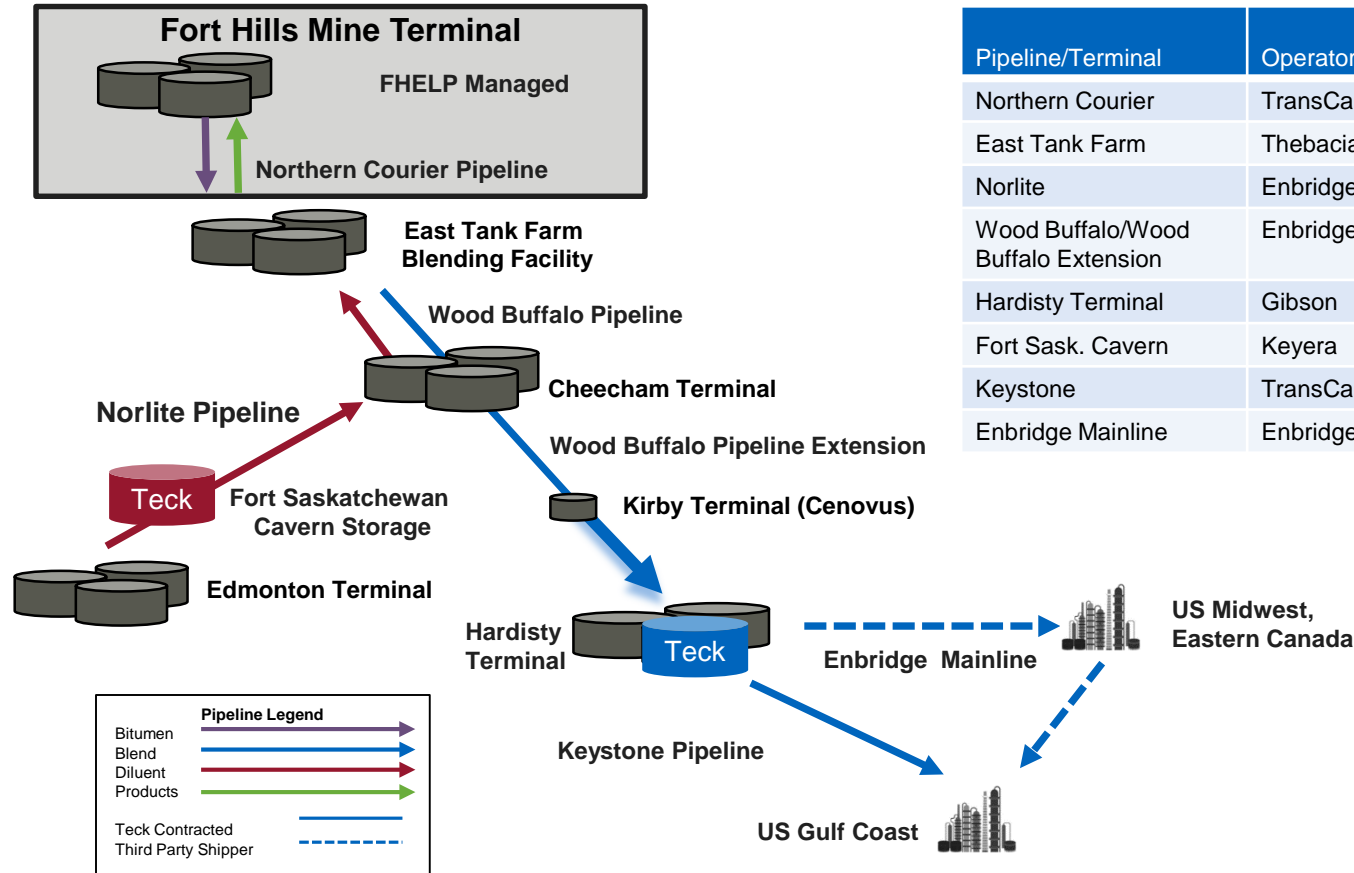 Fort Hills Mine Terminal
FHELP Managed
Northern Courier Pipeline
East Tank Farm
Blending Facility
Wood Buffalo Pipeline
Cheecham Terminal
Norlite Pipeline
Wood Buffalo Pipeline Extension
Teck
Fort Saskatchewan
Cavern Storage
Kirby Terminal (Cenovus)
Edmonton Terminal
Hardisty
Terminal
Teck
Enbridge Mainline
US Midwest,
Eastern Canada
Keystone Pipeline
US Gulf Coast
Pipeline Legend
Bitumen
Blend
Diluent
Products
Teck Contracted
Third Party Shipper
Pipeline/Terminal Operator
Northern Courier TransCa
East Tank Farm Thebacia
Norlite Enbridge
Wood Buffalo/Wood Enbridge
Buffalo Extension
Hardisty Terminal Gibson
Fort Sask. Cavern Keyera
Keystone TransCa
Enbridge Mainline Enbridge